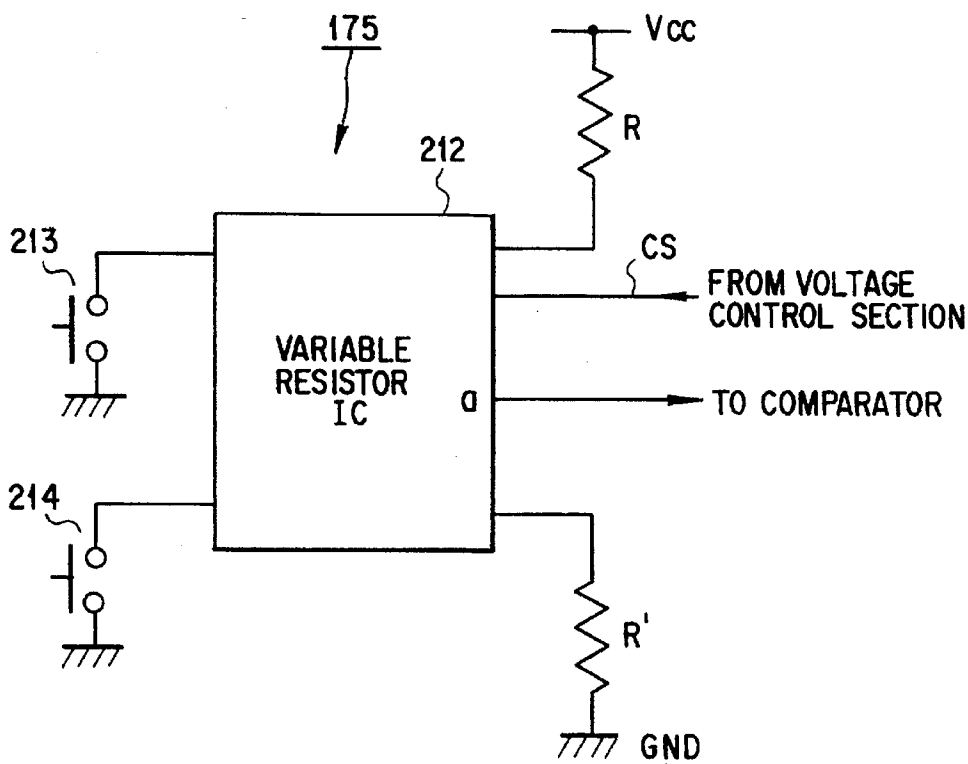 175
Vcc
R
212
213
CS
FROM VOLTAGE
CONTROL SECTION
VARIABLE
RESISTOR
IC
a
TO COMPARATOR
214
R'
GND